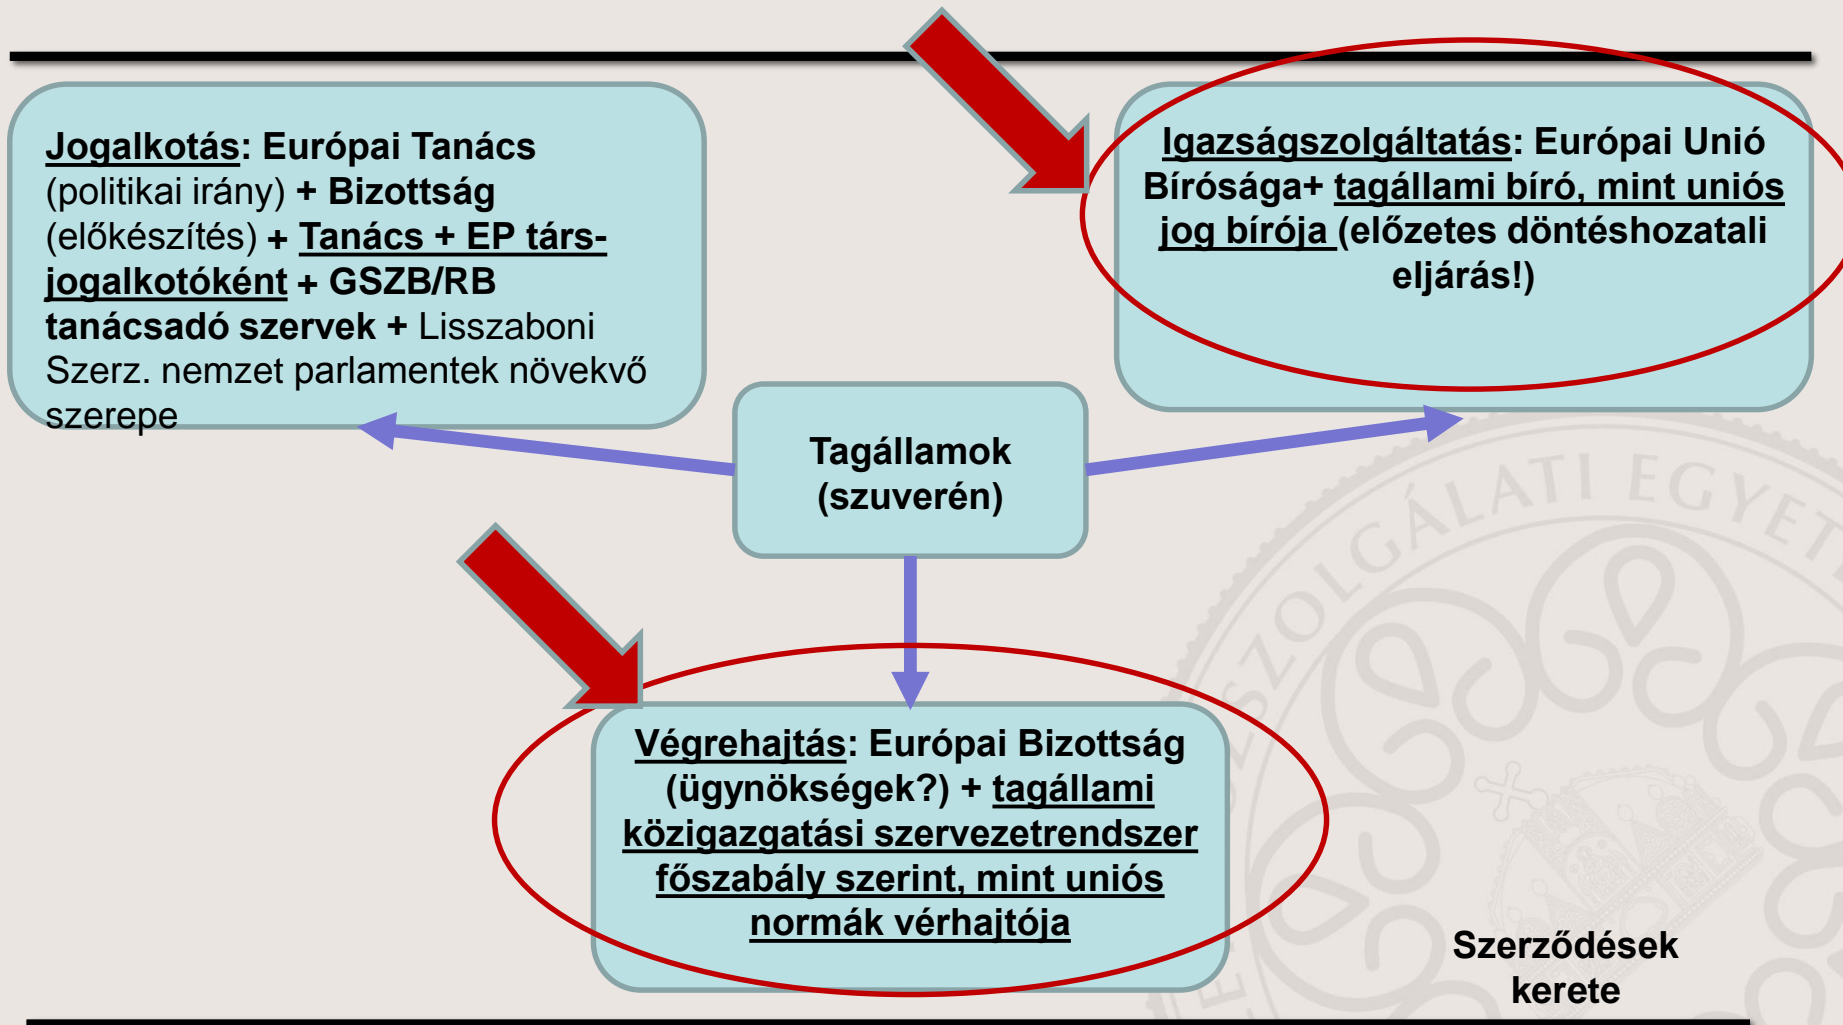 Jogalkotás: Európai Tanács
(politikai irány) + Bizottság
(előkészítés) + Tanács + EP társ-
jogalkotóként + GSZB/RB
tanácsadó szervek + Lisszaboni
Szerz. nemzet parlamentek növekvő
szerepe
Igazságszolgáltatás: Európai Unió
Bírósága+ tagállami bíró, mint uniós
jog bírója (előzetes döntéshozatali
eljárás!)
Tagállamok
(szuverén)
Végrehajtás: Európai Bizottság
(ügynökségek?) + tagállami
közigazgatási szervezetrendszer
főszabály szerint, mint uniós
normák vérhajtója
Szerződések
kerete